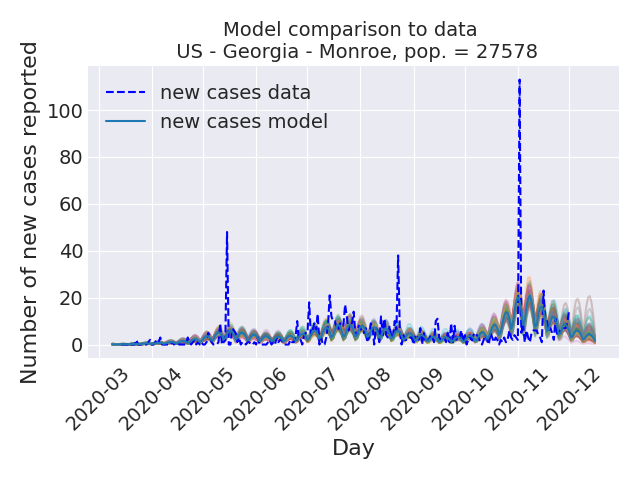 Model comparison to data
US - Georgia - Monroe, pop. = 27578
Number of new cases reported
new cases data
new cases model
100
80
60
40
20
0
2020-03
2020-04
2020-05
2020-06
2020-07
2020-08
2020-09
2020-10
2020-11
2020-12
Day